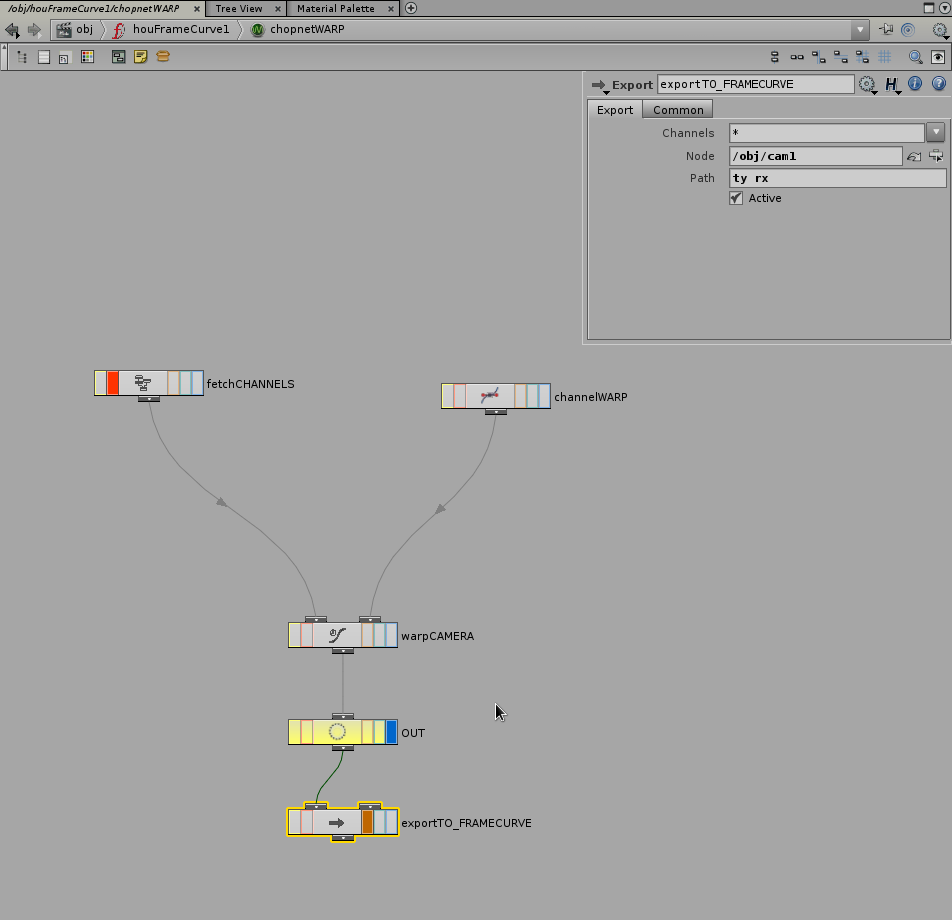 /obj/houFrameCurve1/chopnetWARP × Tree View × Material Palette ×
obj houFrameCurve1 chopnetWARP
Export exportTO_FRAMECURVE
Export Common
Channels *
Node /obj/cam1
Path ty rx
Active
fetchCHANNELS
channelWARP
warpCAMERA
OUT
exportTO_FRAMECURVE